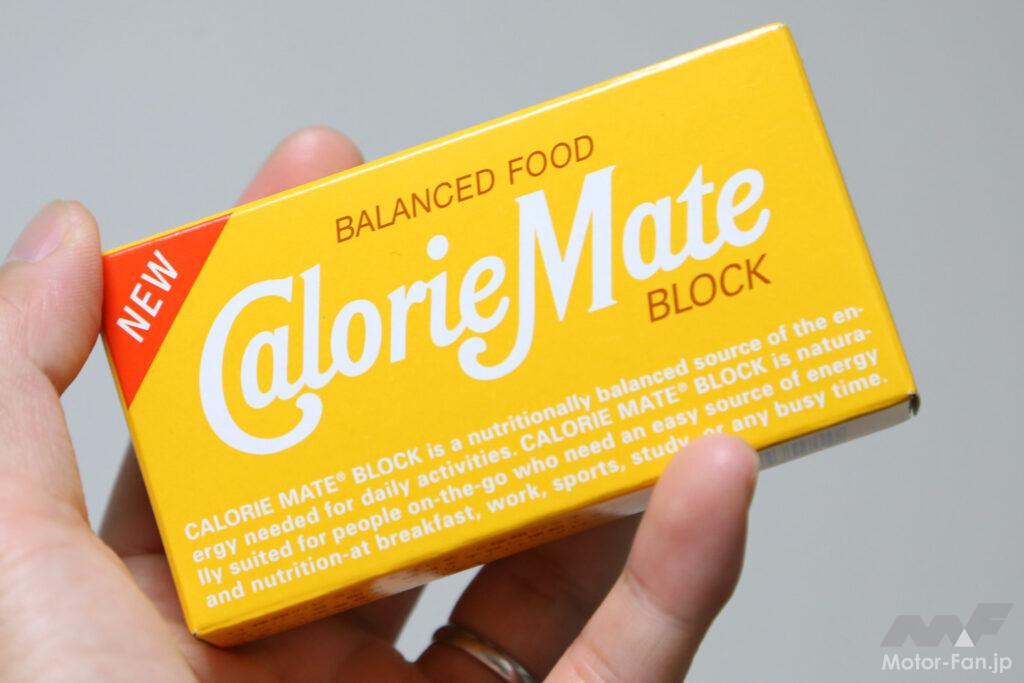 NEW
BALANCED FOOD
CalorieMate
BLOCK
CALORIE MATE® BLOCK is a nutritionally balanced source of the en-
ergy needed for daily activities. CALORIE MATE® BLOCK is natura-
lly suited for people on-the-go who need an easy source of energy
and nutrition-at breakfast, work, sports, study, or any busy time.
MF
Motor-Fan.jp